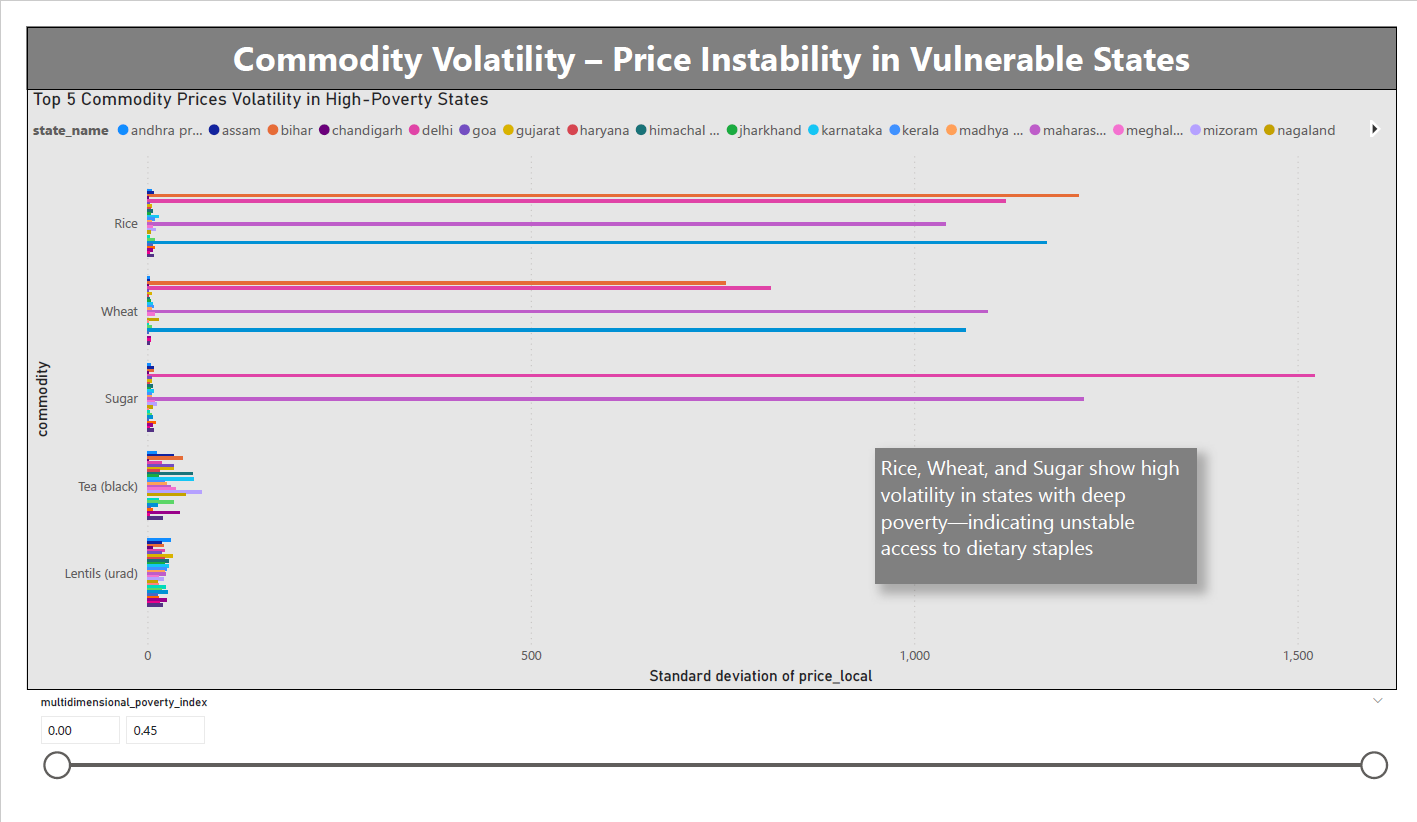 Commodity Volatility – Price Instability in Vulnerable States
Top 5 Commodity Prices Volatility in High-Poverty States
state_name andhra pr... assam bihar chandigarh delhi goa gujarat haryana himachal ... jharkhand karnataka kerala madhya ... maharas... meghal... mizoram nagaland
commodity
Rice
Wheat
Sugar
Tea (black)
Lentils (urad)
Rice, Wheat, and Sugar show high
volatility in states with deep
poverty—indicating unstable
access to dietary staples
0 500 1,000 1,500
Standard deviation of price_local
multidimensional_poverty_index
0.00 0.45